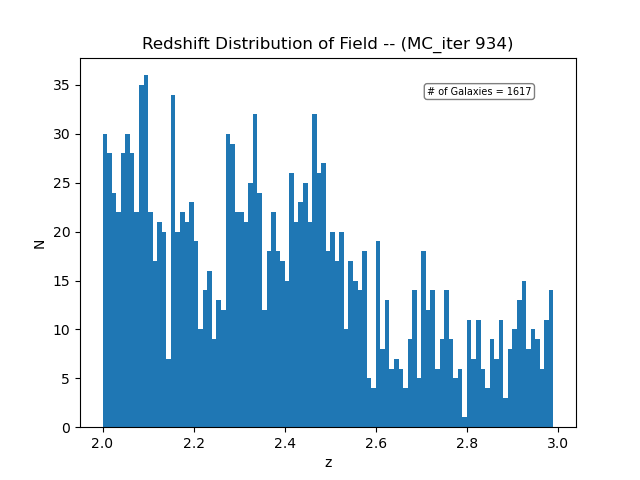 Redshift Distribution of Field -- (MC_iter 934)
# of Galaxies = 1617
35
30
25
20
15
10
5
0
N
2.0 2.2 2.4 2.6 2.8 3.0
z